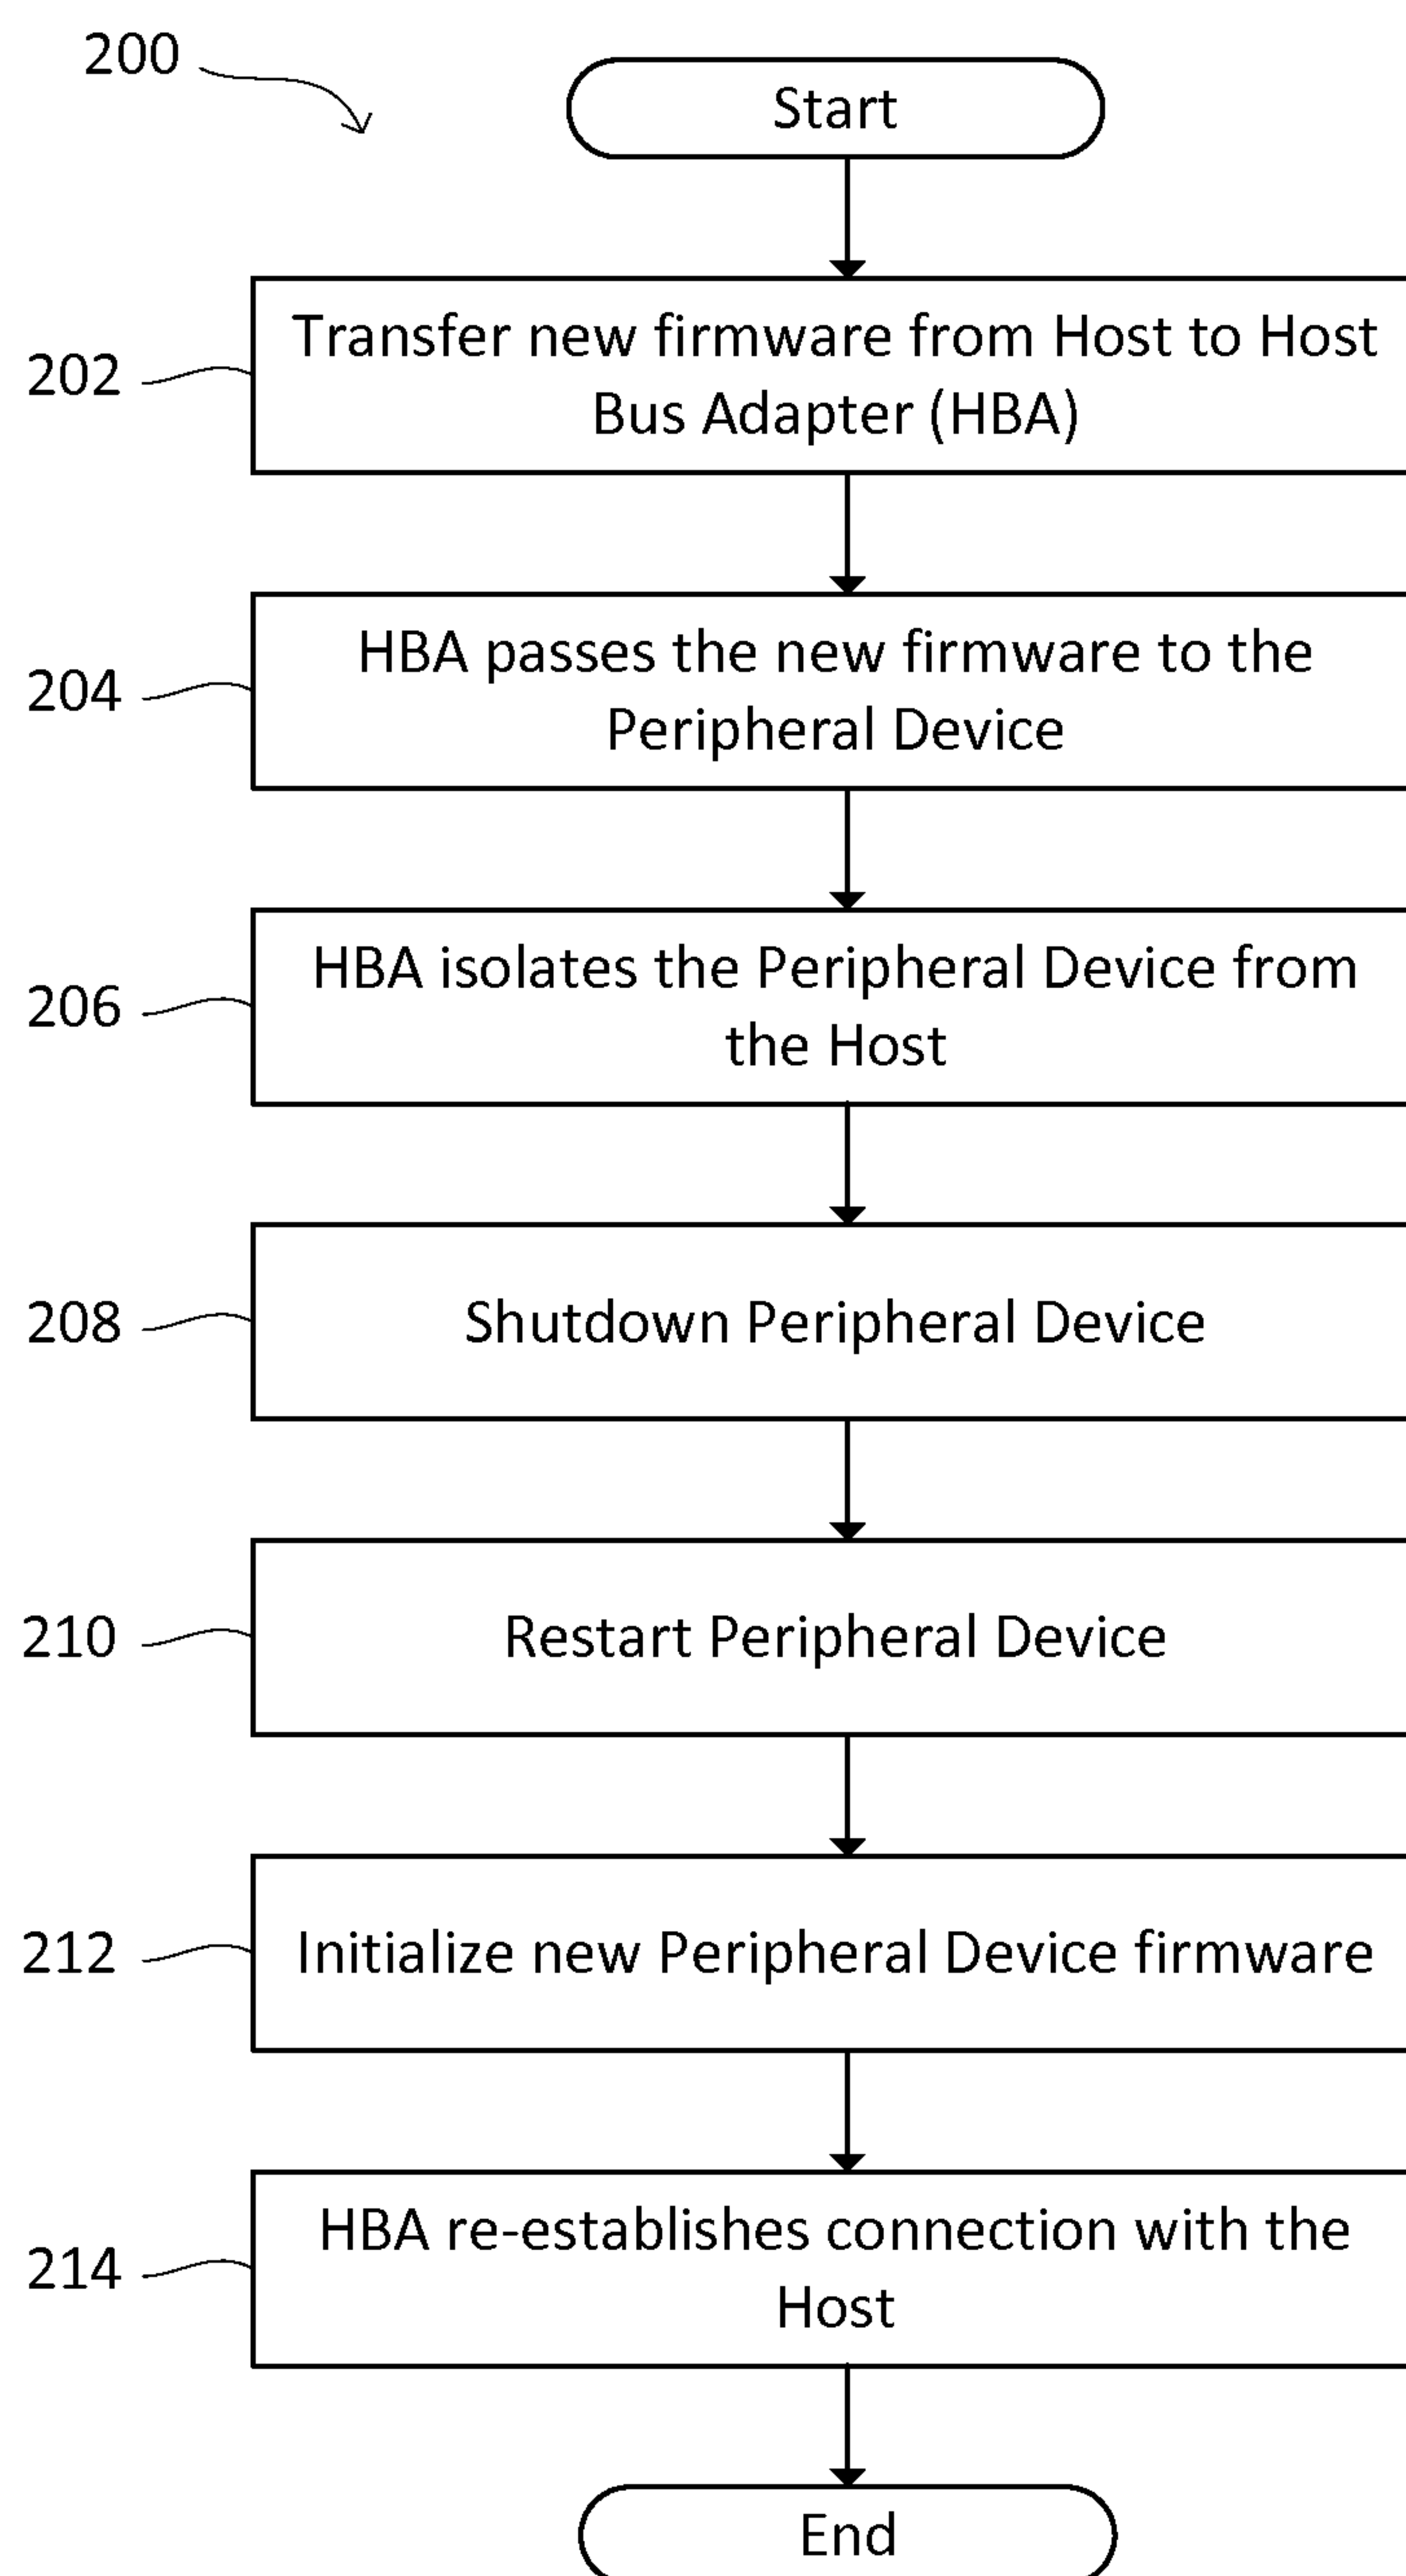 200
Start
202
Transfer new firmware from Host to Host
Bus Adapter (HBA)
204
HBA passes the new firmware to the
Peripheral Device
206
HBA isolates the Peripheral Device from
the Host
208
Shutdown Peripheral Device
210
Restart Peripheral Device
212
Initialize new Peripheral Device firmware
214
HBA re-establishes connection with the
Host
End